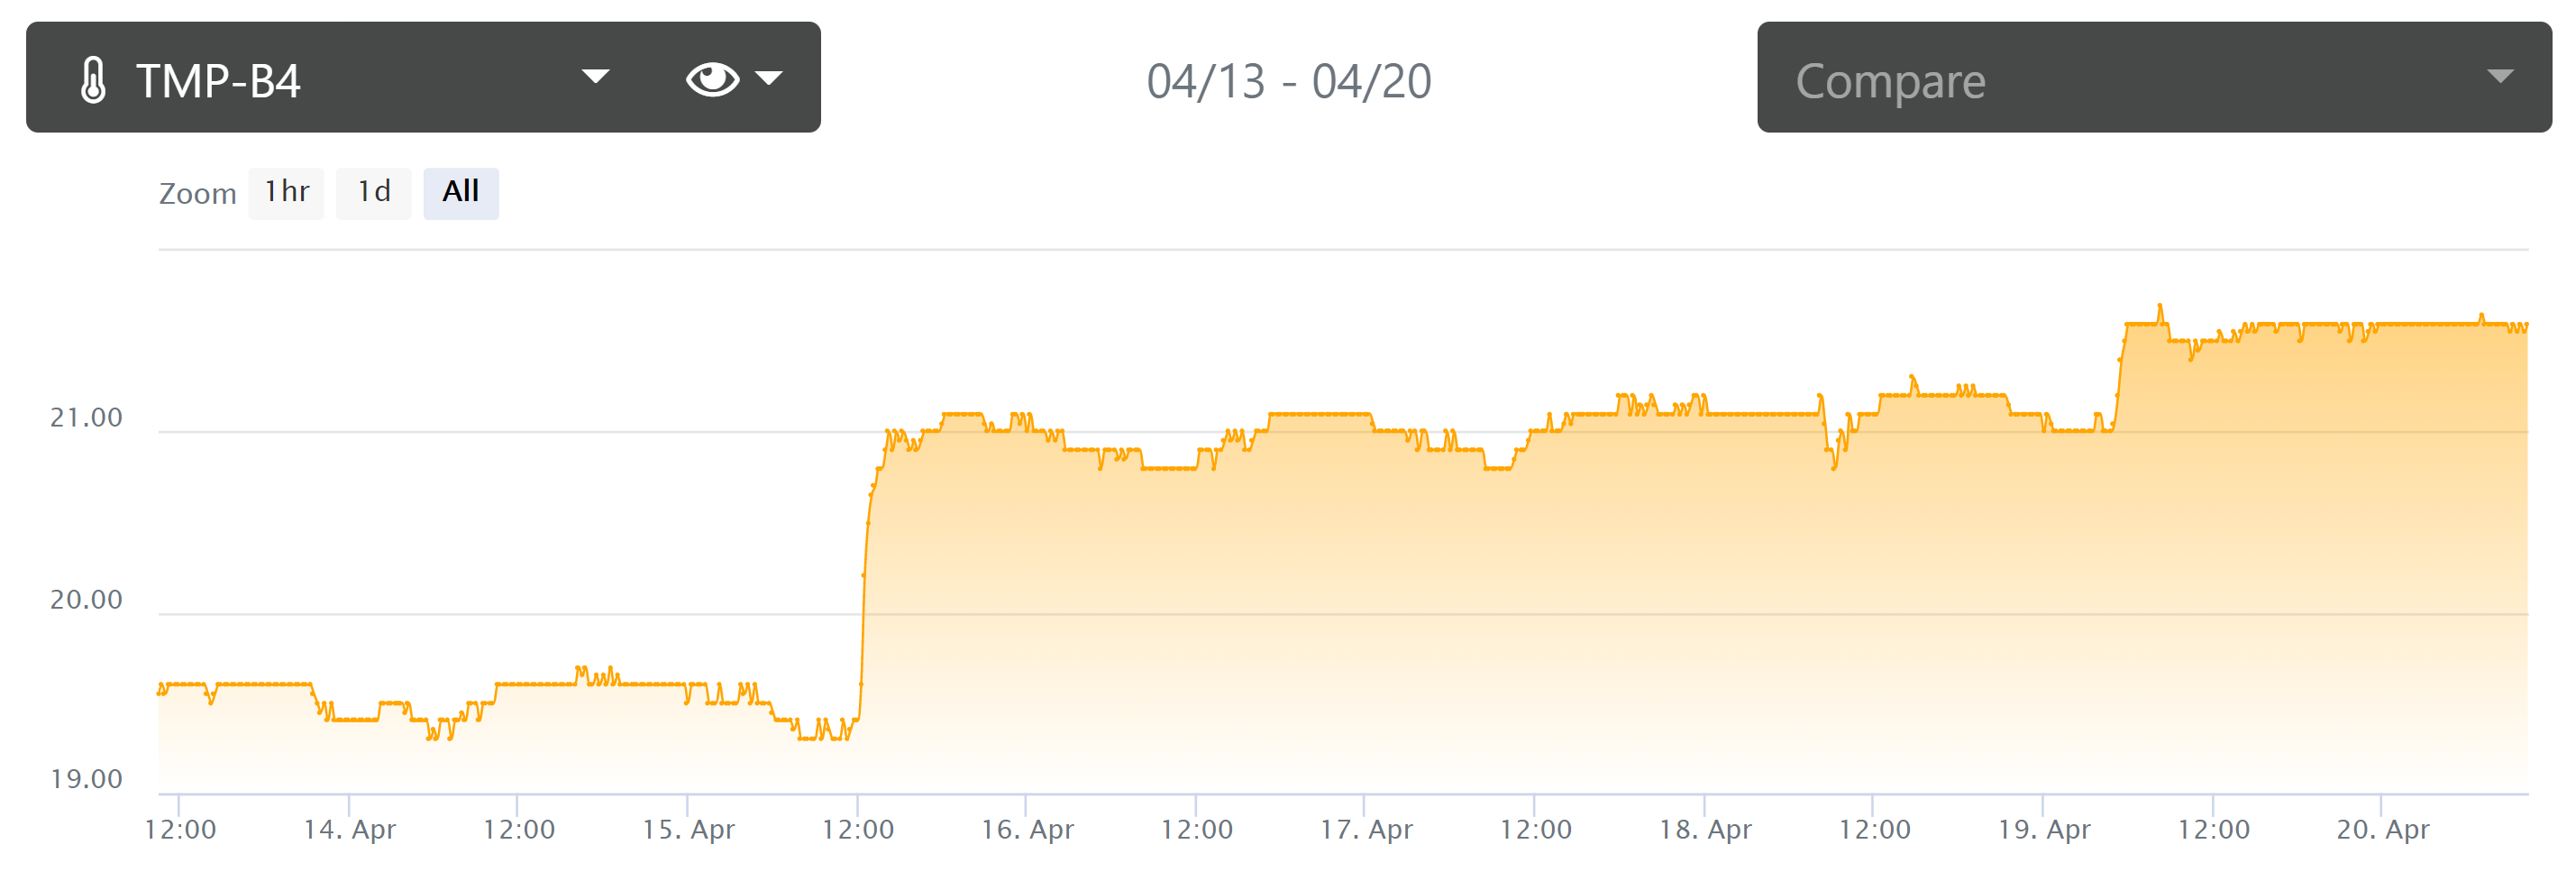 TMP-B4
04/13 - 04/20
Compare
Zoom 1hr 1d All
21.00
20.00
19.00
12:00 14. Apr 12:00 15. Apr 12:00 16. Apr 12:00 17. Apr 12:00 18. Apr 12:00 19. Apr 12:00 20. Apr